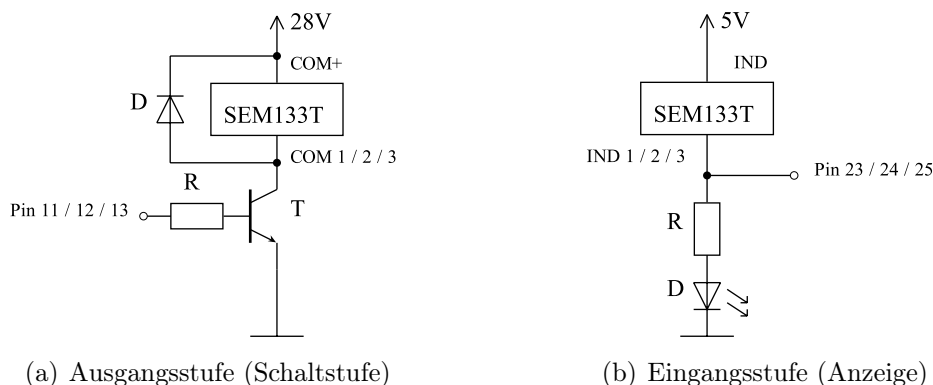 28V
COM+
D
SEM133T
COM 1 / 2 / 3
R
T
Pin 11 / 12 / 13
(a) Ausgangsstufe (Schaltstufe)
5V
IND
SEM133T
IND 1 / 2 / 3
Pin 23 / 24 / 25
R
D
(b) Eingangsstufe (Anzeige)